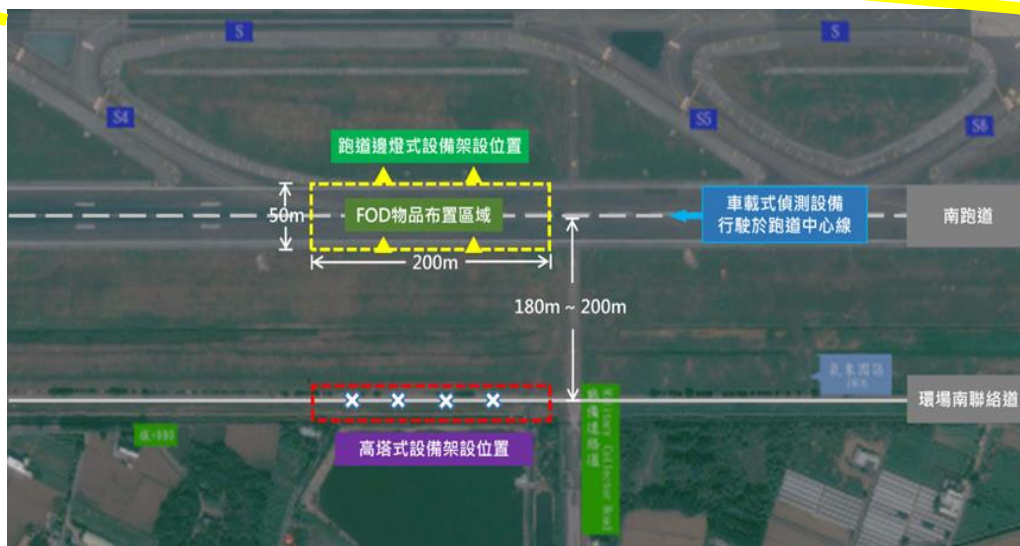 S
S
S4
S5
S6
跑道邊燈式設備架設位置
50m
FOD物品布置區域
車載式偵測設備
行駛於跑道中心線
南跑道
200m
180m ~ 200m
環場南聯絡道
高塔式設備架設位置